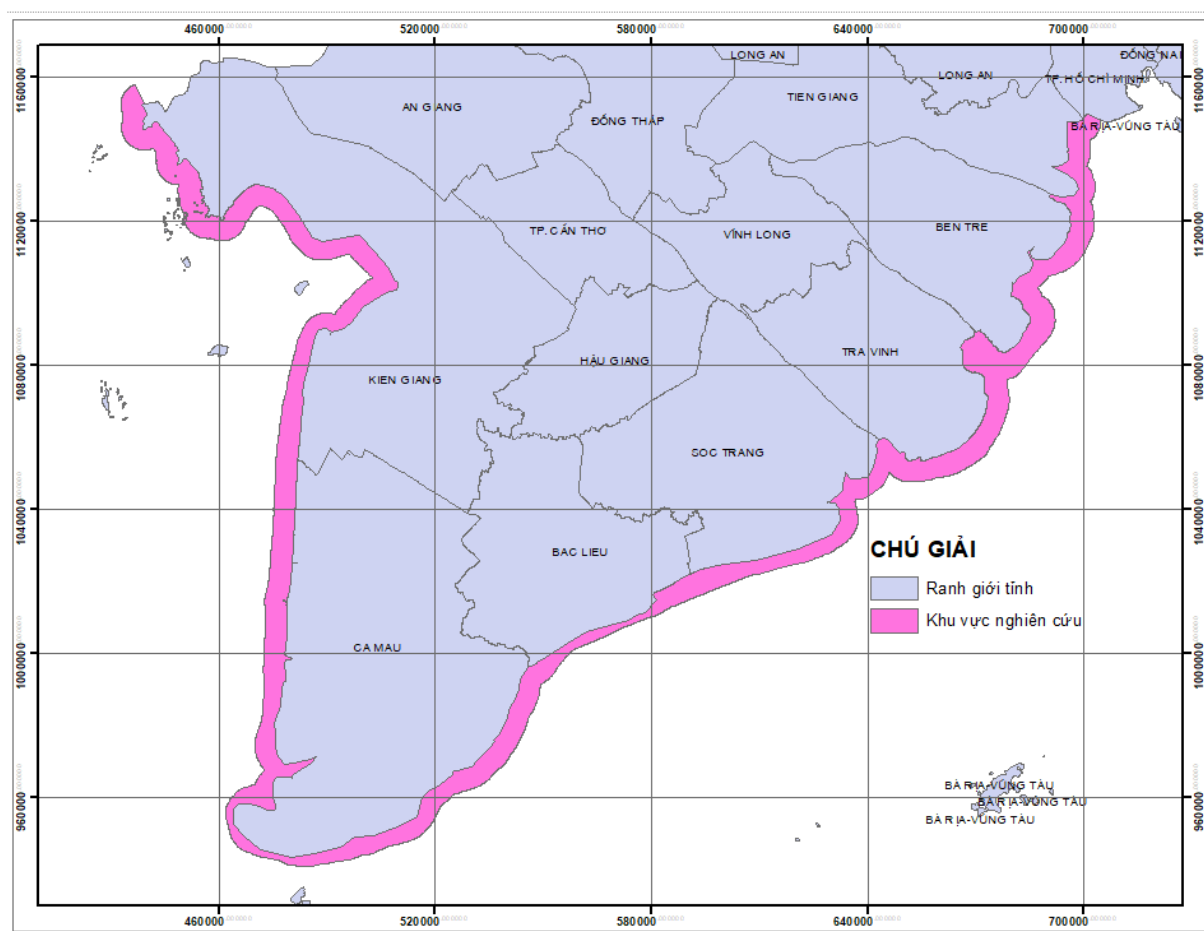 460000 520000 580000 640000 700000
LONG AN
ĐỒNG NAI
LONG AN
TP. HỒ CHÍ MINH
1160000 1160000
AN GIANG
TIEN GIANG
ĐỒNG THÁP
BÀ RỊA-VŨNG TÀU
1120000 1120000
TP. CẦN THƠ
VĨNH LONG
BEN TRE
1080000 1080000
HẬU GIANG
TRA VINH
KIEN GIANG
SOC TRANG
1040000 1040000
BAC LIEU
CHÚ GIẢI
Ranh giới tỉnh
Khu vực nghiên cứu
CA MAU
1000000 1000000
BÀ RỊA-VŨNG TÀU
BÀ RỊA-VŨNG TÀU
BÀ RỊA-VŨNG TÀU
960000 960000
460000 520000 580000 640000 700000